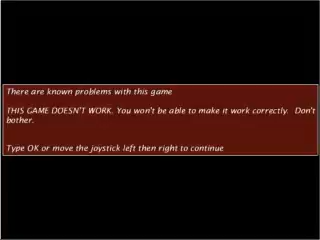 There are known problems with this game
THIS GAME DOESN'T WORK. You won't be able to make it work correctly.  Don't
bother.
Type OK or move the joystick left then right to continue